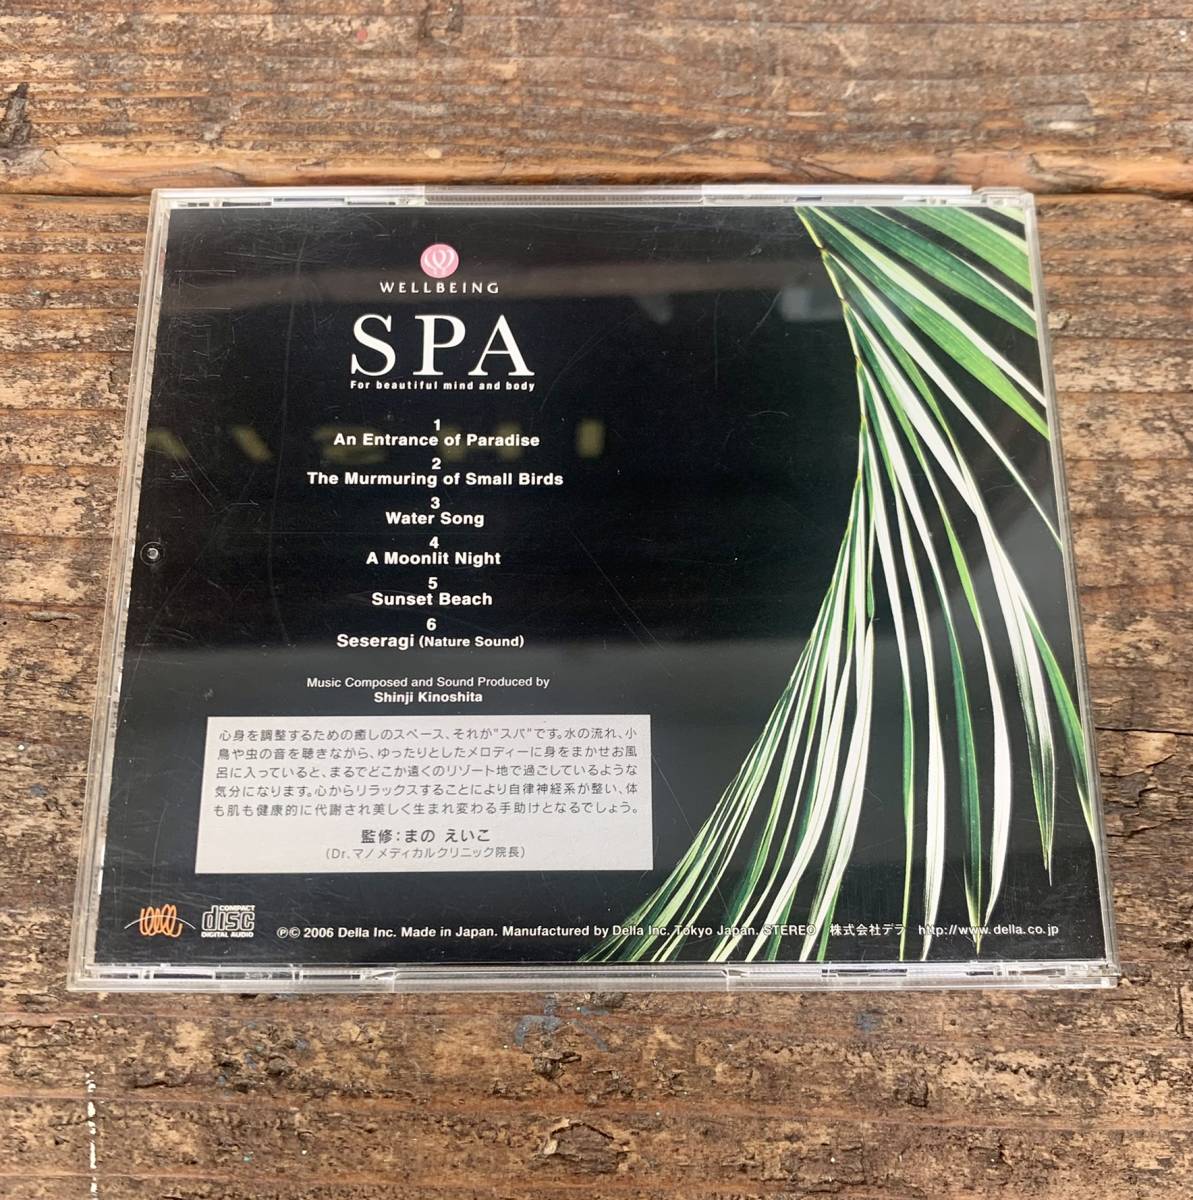 WELLBEING
SPA
For beautiful mind and body
1
An Entrance of Paradise
2
The Murmuring of Small Birds
3
Water Song
4
A Moonlit Night
5
Sunset Beach
6
Seseragi (Nature Sound)
Music Composed and Sound Produced by
Shinji Kinoshita
心身を調整するための癒しのスペース、それが"スパ"です。水の流れ、小
鳥や虫の音を聴きながら、ゆったりとしたメロディーに身をまかせお風
呂に入っていると、まるでどこか遠くのリゾート地で過ごしているような
気分になります。心からリラックスすることにより自律神経系が整い、体
も肌も健康的に代謝され美しく生まれ変わる手助けとなるでしょう。
監修：まの えいこ
（Dr.マノメディカルクリニック院長）
COMPACT
disc
DIGITAL AUDIO
℗© 2006 Della Inc. Made in Japan. Manufactured by Della Inc. Tokyo Japan. STEREO 株式会社デラ http://www.della.co.jp